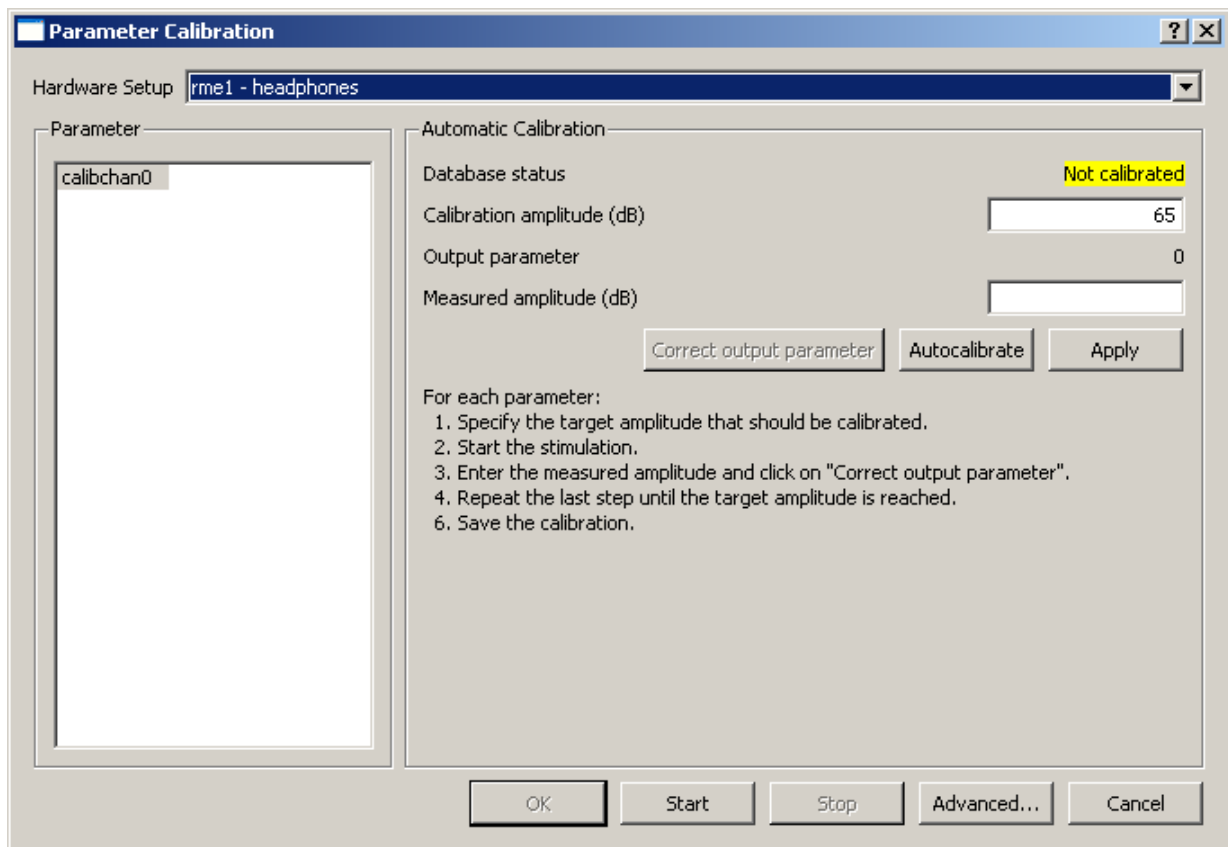 Parameter Calibration
Hardware Setup rme1 - headphones
Parameter
calibchan0
Automatic Calibration
Database status Not calibrated
Calibration amplitude (dB) 65
Output parameter 0
Measured amplitude (dB)
Correct output parameter Autocalibrate Apply
For each parameter:
1. Specify the target amplitude that should be calibrated.
2. Start the stimulation.
3. Enter the measured amplitude and click on "Correct output parameter".
4. Repeat the last step until the target amplitude is reached.
6. Save the calibration.
OK Start Stop Advanced... Cancel